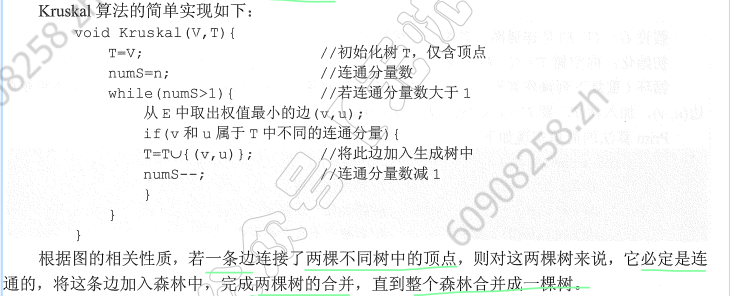 Kruskal 算法的简单实现如下:
void Kruskal(V,T){
T=V; //初始化树 T，仅含顶点
numS=n; //连通分量数
while(numS>1){ //若连通分量数大于 1
从 E 中取出权值最小的边(v,u);
if(v 和 u 属于 T 中不同的连通分量){
T=T∪{(v,u)}; //将此边加入生成树中
numS--; //连通分量数减 1
}
}
}
根据图的相关性质，若一条边连接了两棵不同树中的顶点，则对这两棵树来说，它必定是连
通的，将这条边加入森林中，完成两棵树的合并，直到整个森林合并成一棵树。
60908258.zh